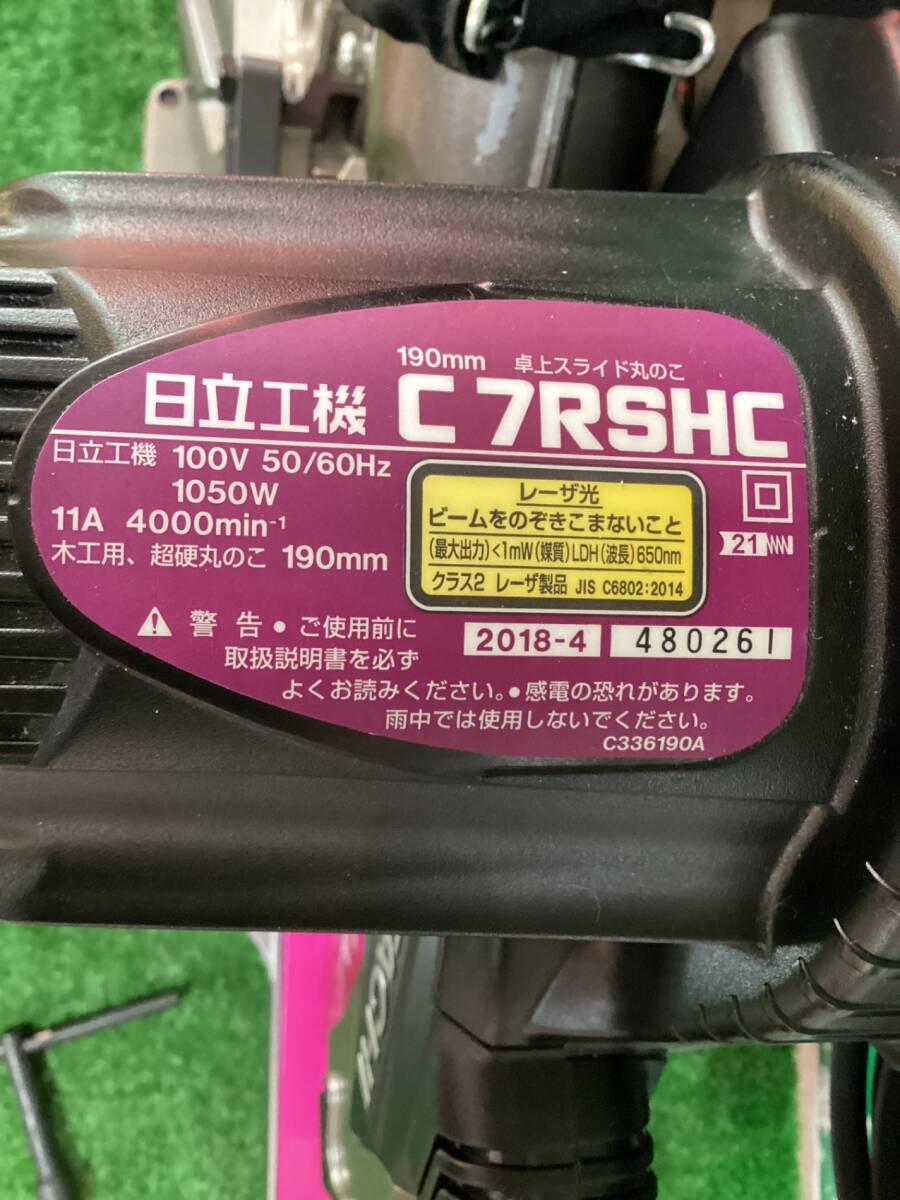 190mm 卓上スライド丸のこ
日立工機 C 7RSHC
日立工機 100V 50/60Hz
1050W
11A 4000min-1
木工用、超硬丸のこ 190mm
レーザ光
ビームをのぞきこまないこと
(最大出力)<1mW(媒質)LDH(波長)650nm
クラス2 レーザ製品 JIS C6802:2014
21
警告 ● ご使用前に
取扱説明書を必ず
よくお読みください。● 感電の恐れがあります。
雨中では使用しないでください。
2018-4 480261
C336190A